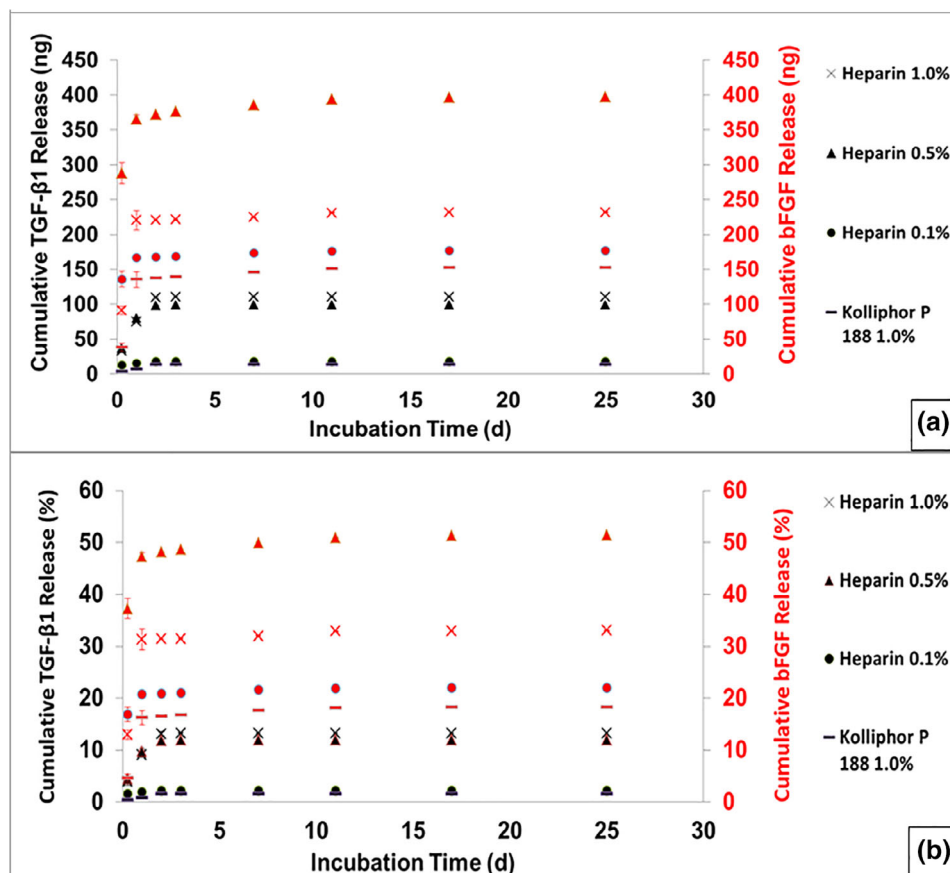 450
400
350
300
250
200
150
100
50
0
Cumulative TGF-β1 Release (ng)
450
400
350
300
250
200
150
100
50
0
Cumulative bFGF Release (ng)
0 5 10 15 20 25 30
Incubation Time (d)
Heparin 1.0%
Heparin 0.5%
Heparin 0.1%
Kolliphor P
188 1.0%
(a)
60
50
40
30
20
10
0
Cumulative TGF-β1 Release (%)
60
50
40
30
20
10
0
Cumulative bFGF Release (%)
0 5 10 15 20 25 30
Incubation Time (d)
Heparin 1.0%
Heparin 0.5%
Heparin 0.1%
Kolliphor P
188 1.0%
(b)